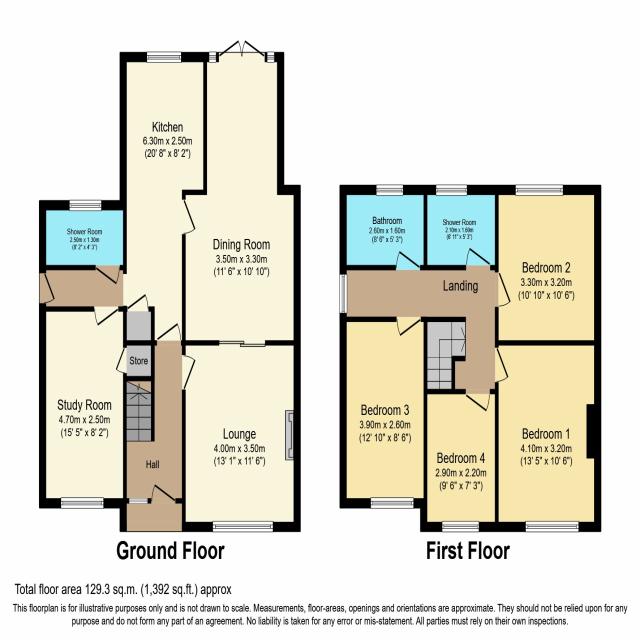 Kitchen
6.30m x 2.50m
(20' 8" x 8' 2")
Shower Room
2.50m x 1.30m
(8' 2" x 4' 3")
Dining Room
3.50m x 3.30m
(11' 6" x 10' 10")
Store
Study Room
4.70m x 2.50m
(15' 5" x 8' 2")
Lounge
4.00m x 3.50m
(13' 1" x 11' 6")
Hall
Ground Floor
Bathroom
2.60m x 1.60m
(8' 6" x 5' 3")
Shower Room
2.10m x 1.60m
(6' 11" x 5' 3")
Bedroom 2
3.30m x 3.20m
(10' 10" x 10' 6")
Landing
Bedroom 3
3.90m x 2.60m
(12' 10" x 8' 6")
Bedroom 4
2.90m x 2.20m
(9' 6" x 7' 3")
Bedroom 1
4.10m x 3.20m
(13' 5" x 10' 6")
First Floor
Total floor area 129.3 sq.m. (1,392 sq.ft.) approx
This floorplan is for illustrative purposes only and is not drawn to scale. Measurements, floor-areas, openings and orientations are approximate. They should not be relied upon for any
purpose and do not form any part of an agreement. No liability is taken for any error or mis-statement. All parties must rely on their own inspections.